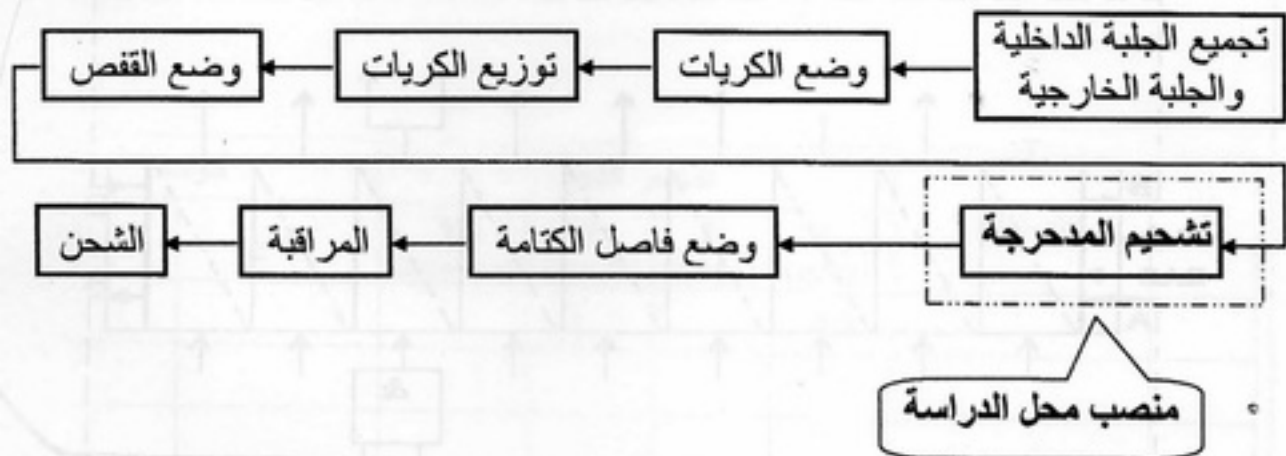 تجميع الجلبة الداخلية
والجلبة الخارجية
وضع الكريات
توزيع الكريات
وضع القفص
تشحيم المدحرجة
وضع فاصل الكتامة
المراقبة
الشحن
منصب محل الدراسة